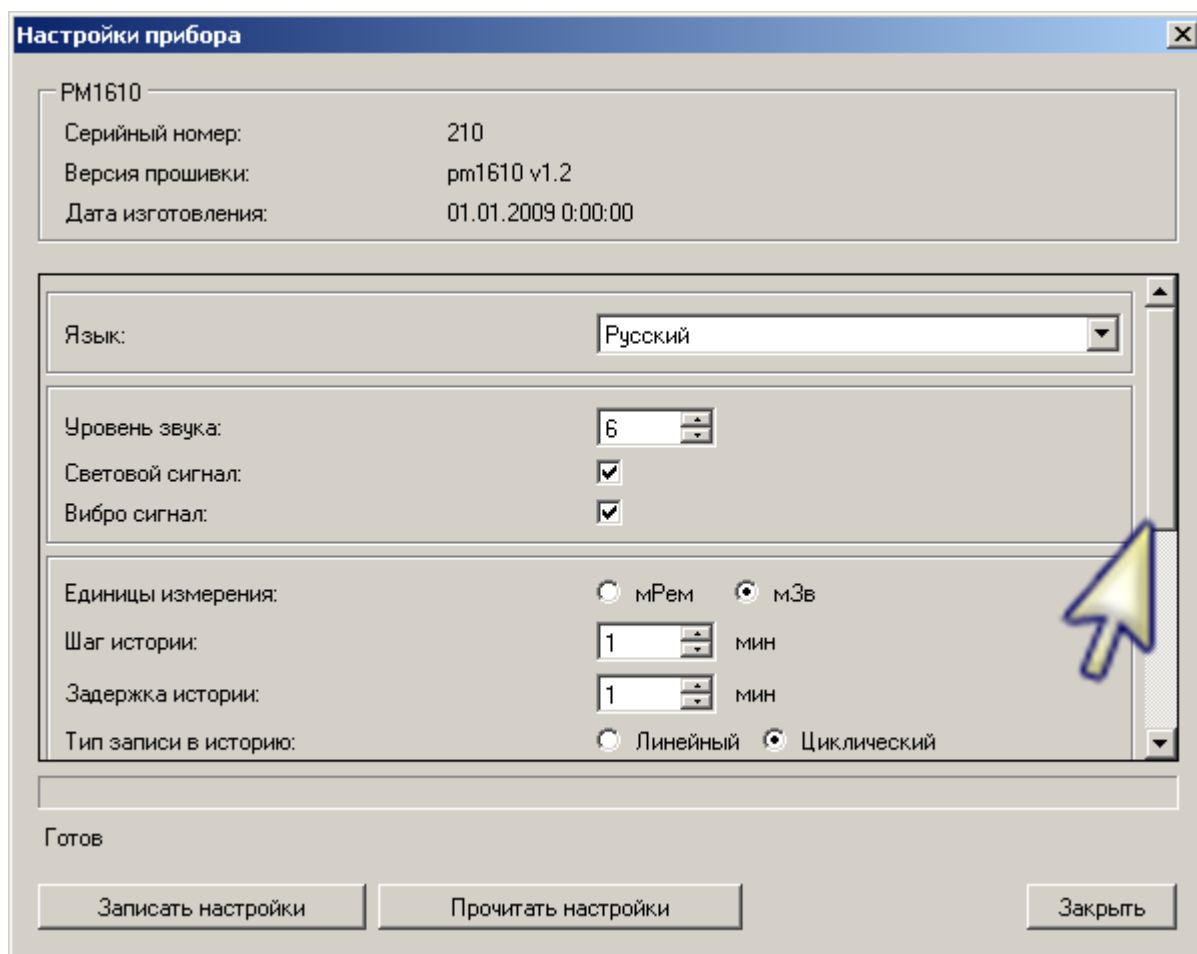 Настройки прибора
PM1610
Серийный номер: 210
Версия прошивки: pm1610 v1.2
Дата изготовления: 01.01.2009 0:00:00
Язык: Русский
Уровень звука: 6
Световой сигнал:
Вибро сигнал:
Единицы измерения: мРем мЗв
Шаг истории: 1 мин
Задержка истории: 1 мин
Тип записи в историю: Линейный Циклический
Готов
Записать настройки Прочитать настройки Закрыть